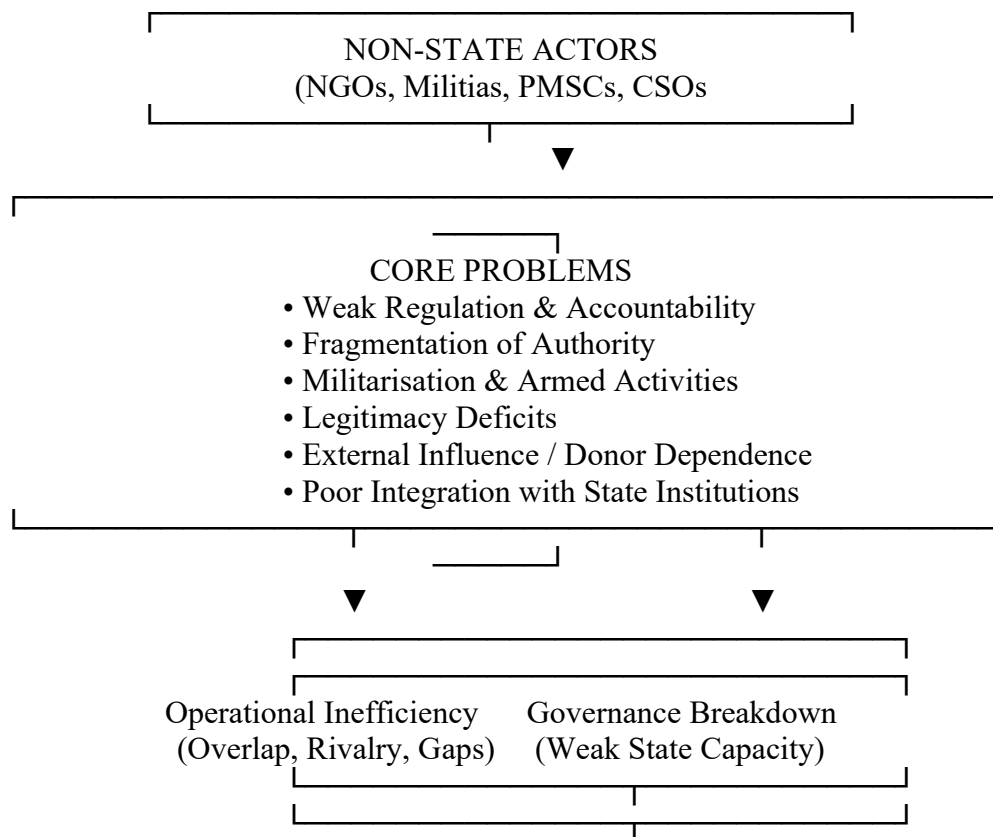 NON-STATE ACTORS
(NGOs, Militias, PMSCs, CSOs
CORE PROBLEMS
• Weak Regulation & Accountability
• Fragmentation of Authority
• Militarisation & Armed Activities
• Legitimacy Deficits
• External Influence / Donor Dependence
• Poor Integration with State Institutions
Operational Inefficiency Governance Breakdown
(Overlap, Rivalry, Gaps) (Weak State Capacity)